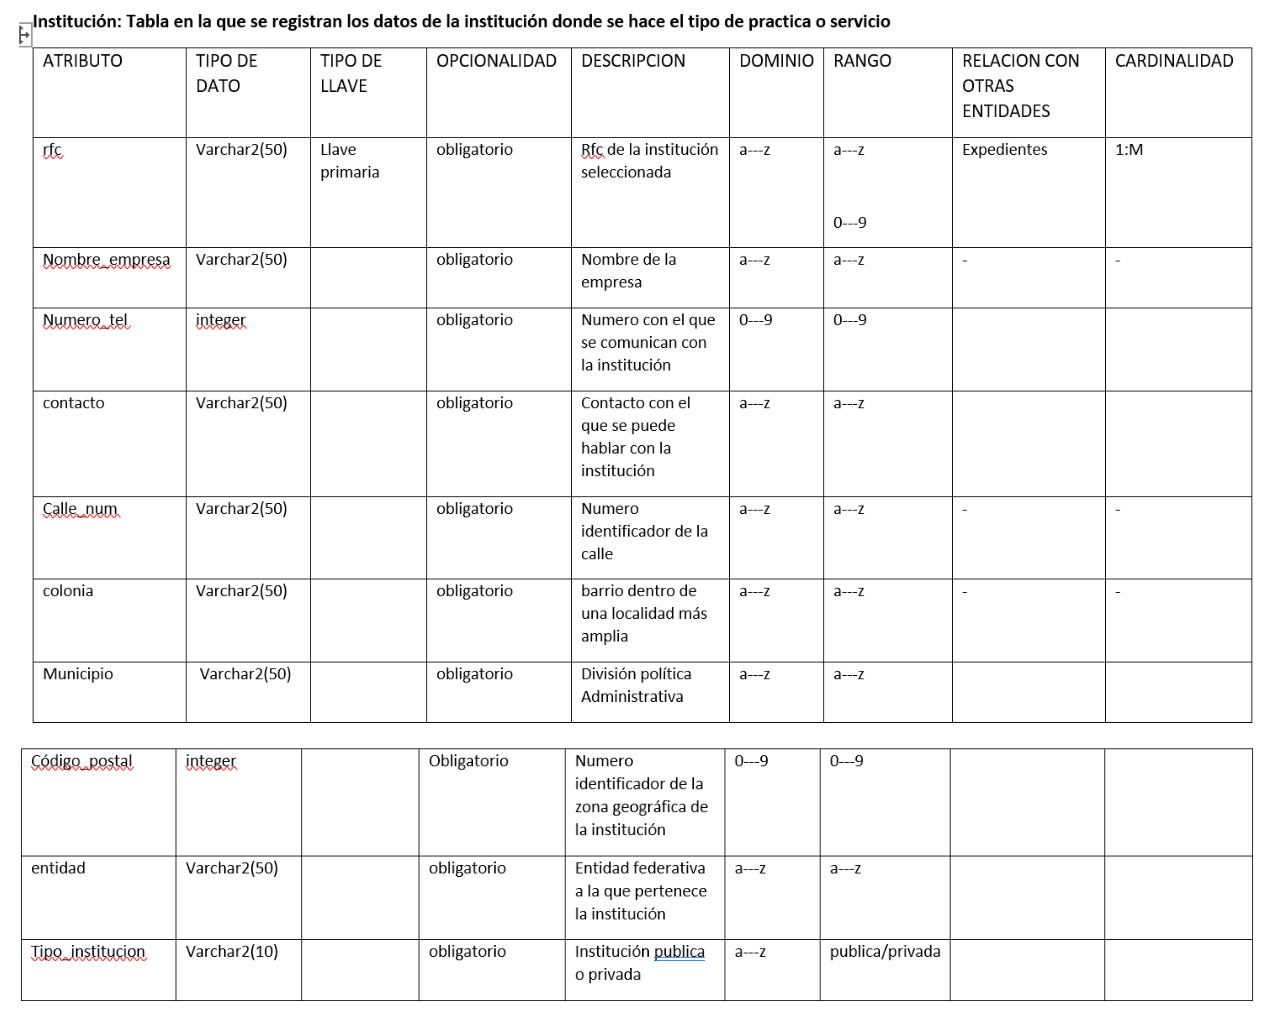 Institución: Tabla en la que se registran los datos de la institución donde se hace el tipo de practica o servicio
ATRIBUTO
TIPO DE
DATO
TIPO DE
LLAVE
OPCIONALIDAD
DESCRIPCION
DOMINIO
RANGO
RELACION CON
OTRAS
ENTIDADES
CARDINALIDAD
rfc
Varchar2(50)
Llave
primaria
obligatorio
Rfc de la institución
seleccionada
a---z
a---z
0---9
Expedientes
1:M
Nombre_empresa
Varchar2(50)
obligatorio
Nombre de la
empresa
a---z
a---z
-
-
Numero_tel
integer
obligatorio
Numero con el que
se comunican con
la institución
0---9
0---9
contacto
Varchar2(50)
obligatorio
Contacto con el
que se puede
hablar con la
institución
a---z
a---z
Calle_num
Varchar2(50)
obligatorio
Numero
identificador de la
calle
a---z
a---z
-
-
colonia
Varchar2(50)
obligatorio
barrio dentro de
una localidad más
amplia
a---z
a---z
-
-
Municipio
Varchar2(50)
obligatorio
División política
Administrativa
a---z
a---z
Código_postal
integer
Obligatorio
Numero
identificador de la
zona geográfica de
la institución
0---9
0---9
entidad
Varchar2(50)
obligatorio
Entidad federativa
a la que pertenece
la institución
a---z
a---z
Tipo_institucion
Varchar2(10)
obligatorio
Institución publica
o privada
a---z
publica/privada